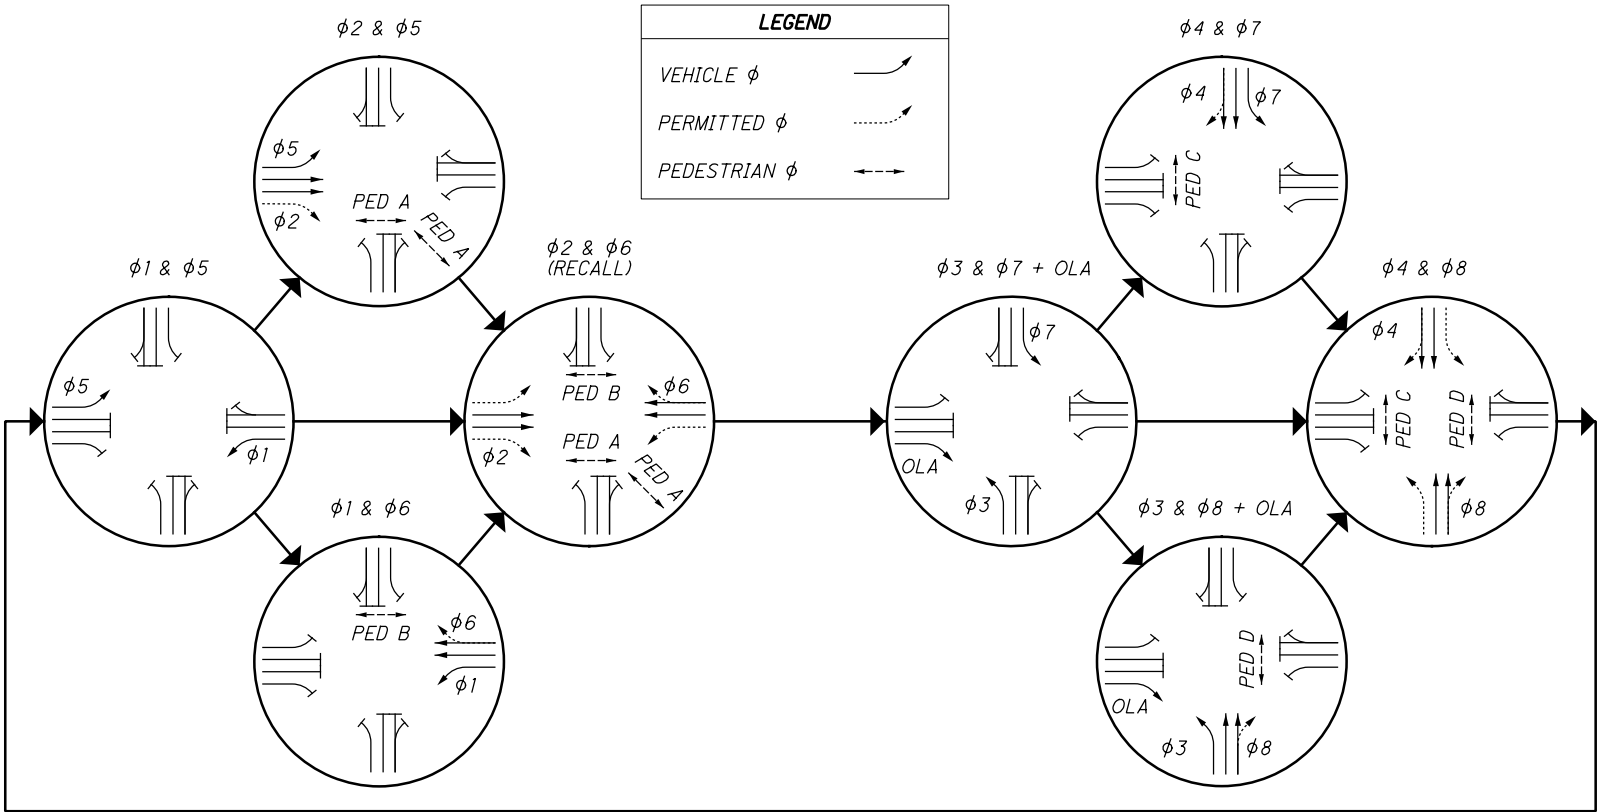 LEGEND
VEHICLE ϕ
PERMITTED ϕ
PEDESTRIAN ϕ
ϕ1 & ϕ5
ϕ5
ϕ1
ϕ2 & ϕ5
ϕ5
ϕ2
PED A
PED A
ϕ1 & ϕ6
PED B
ϕ6
ϕ1
ϕ2 & ϕ6
(RECALL)
PED B
ϕ6
PED A
ϕ2
PED A
ϕ3 & ϕ7 + OLA
ϕ7
OLA
ϕ3
ϕ4 & ϕ7
ϕ4
ϕ7
PED C
ϕ3 & ϕ8 + OLA
PED D
OLA
ϕ3
ϕ8
ϕ4 & ϕ8
ϕ4
PED C
PED D
ϕ8